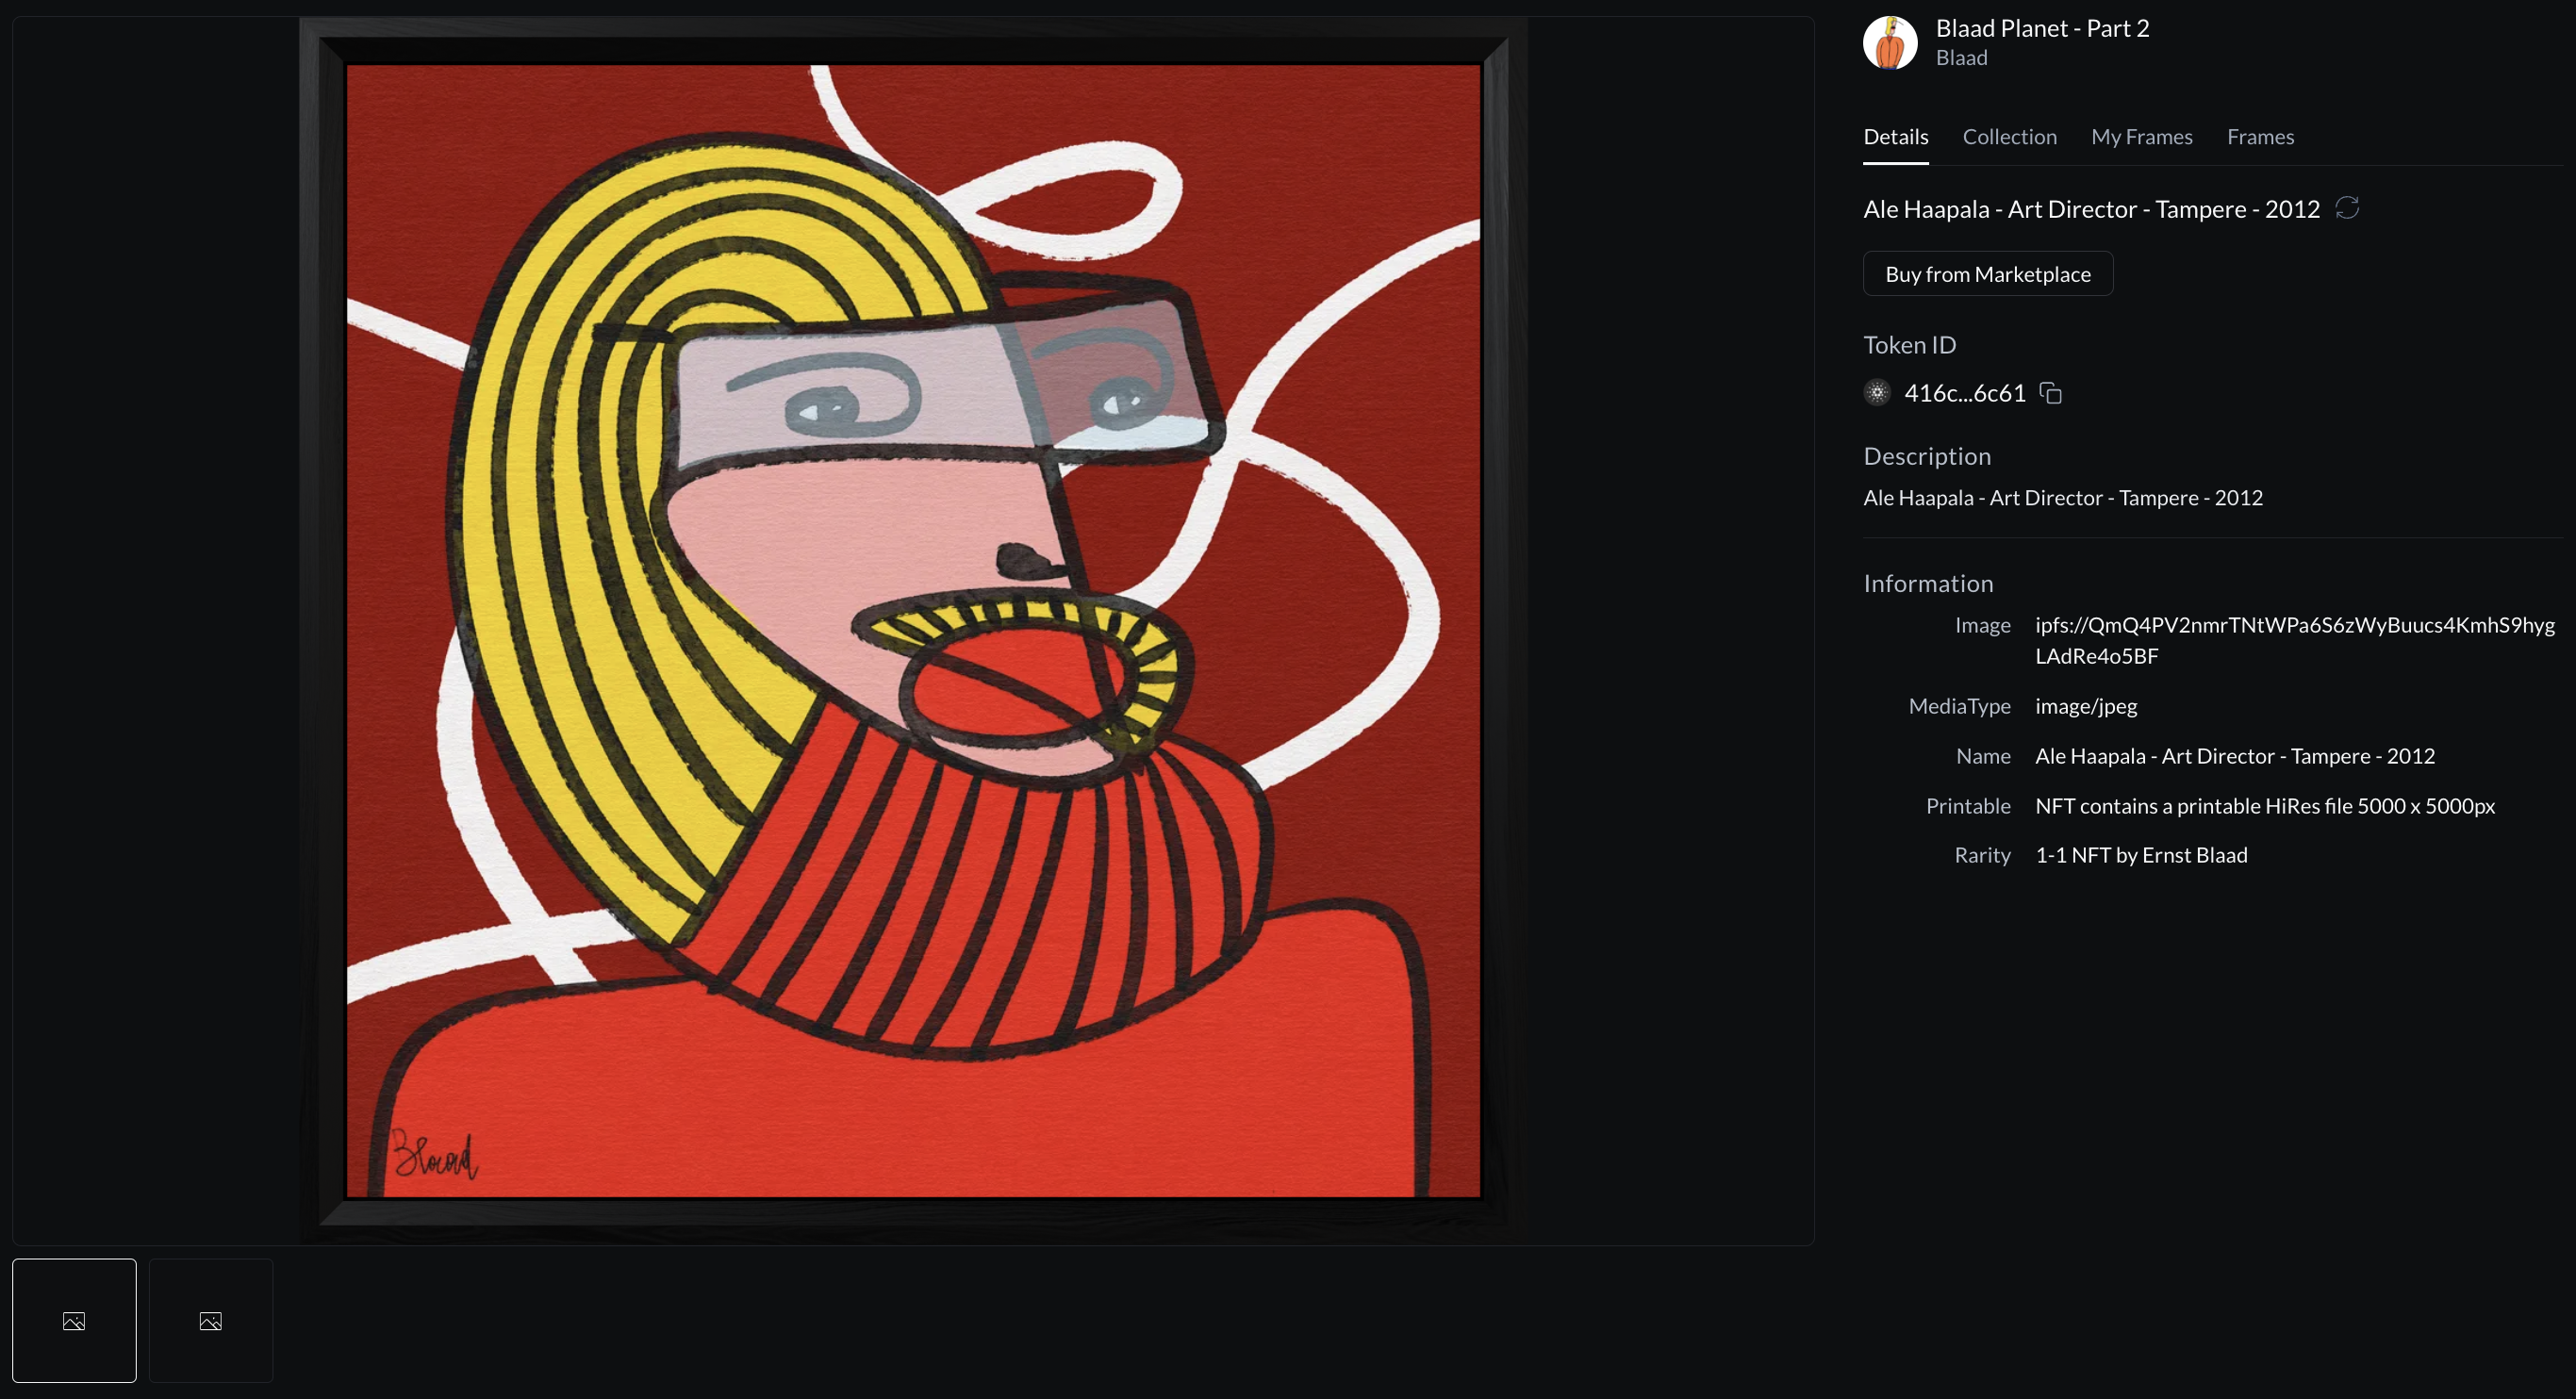 Blaad Planet - Part 2
Blaad
Details Collection My Frames Frames
Ale Haapala - Art Director - Tampere - 2012
Buy from Marketplace
Token ID
416c...6c61
Description
Ale Haapala - Art Director - Tampere - 2012
Information
Image ipfs://QmQ4PV2nmrTNtWPa6S6zWyBuucs4KmhS9hyg
LAdRe4o5BF
MediaType image/jpeg
Name Ale Haapala - Art Director - Tampere - 2012
Printable NFT contains a printable HiRes file 5000 x 5000px
Rarity 1-1 NFT by Ernst Blaad
Blaad